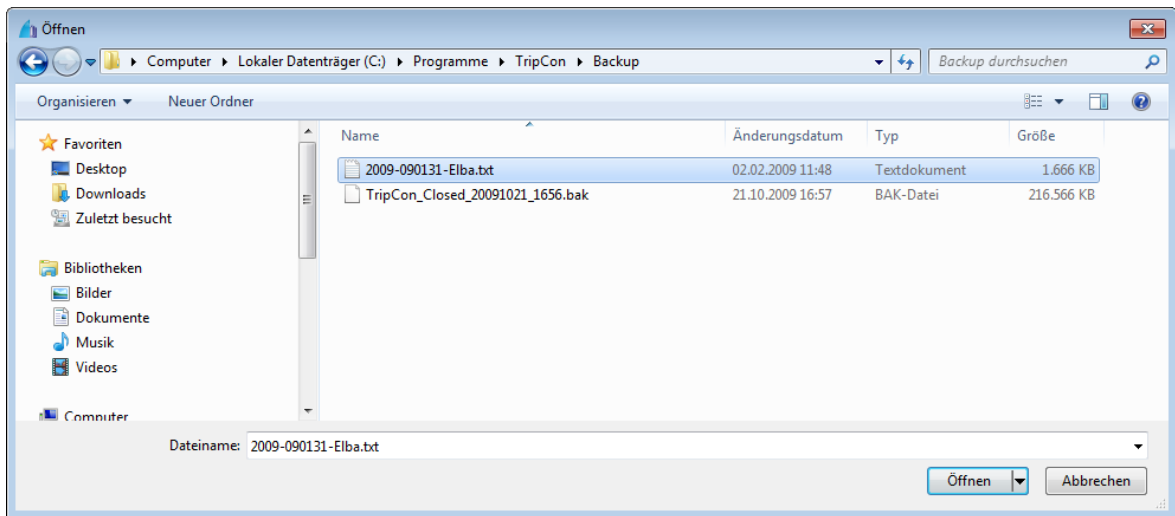 Öffnen
Computer Lokaler Datenträger (C:) Programme TripCon Backup Backup durchsuchen
Organisieren Neuer Ordner
Favoriten
Desktop
Downloads
Zuletzt besucht
Bibliotheken
Bilder
Dokumente
Musik
Videos
Computer
Name Änderungsdatum Typ Größe
2009-090131-Elba.txt 02.02.2009 11:48 Textdokument 1.666 KB
TripCon_Closed_20091021_1656.bak 21.10.2009 16:57 BAK-Datei 216.566 KB
Dateiname: 2009-090131-Elba.txt
Öffnen Abbrechen